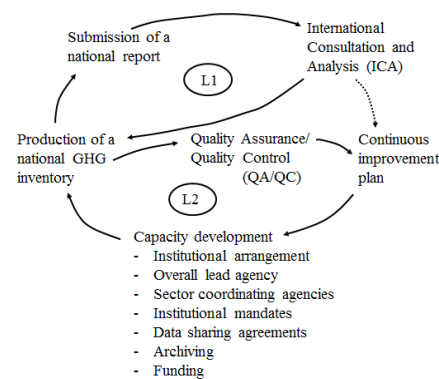 Submission of a
national report
International
Consultation and
Analysis (ICA)
L1
Production of a
national GHG
inventory
Quality Assurance/
Quality Control
(QA/QC)
Continuous
improvement
plan
L2
Capacity development
- Institutional arrangement
- Overall lead agency
- Sector coordinating agencies
- Institutional mandates
- Data sharing agreements
- Archiving
- Funding